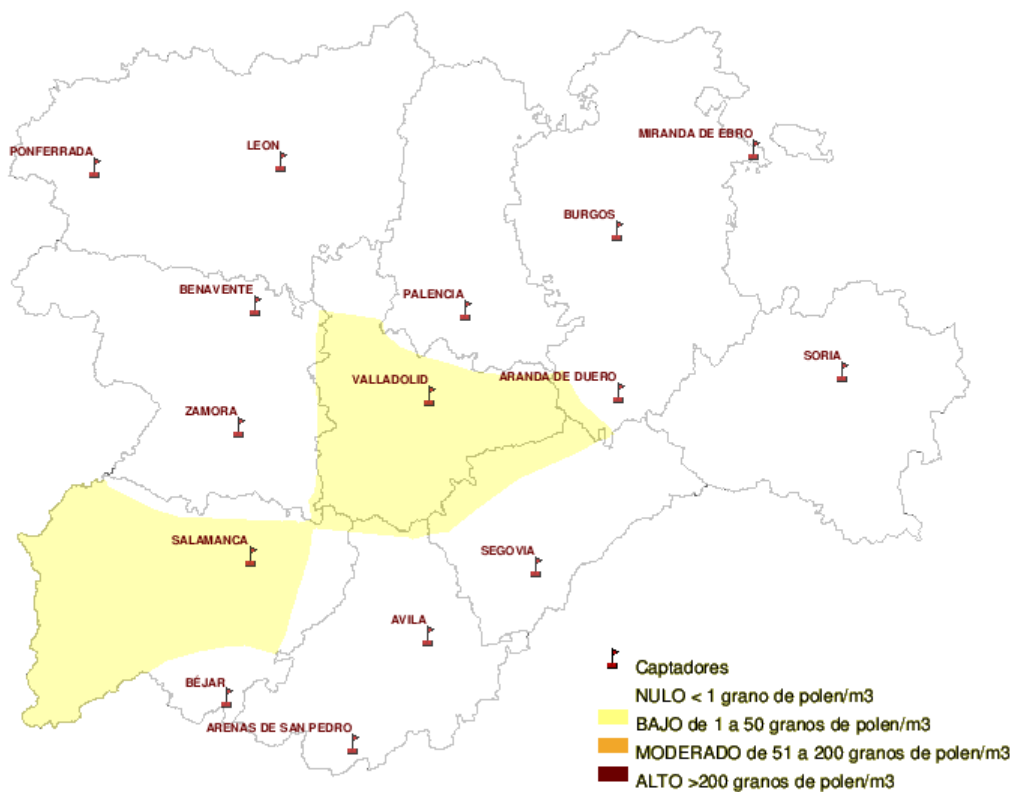 MIRANDA DE EBRO
PONFERRADA
LEON
BURGOS
BENAVENTE
PALENCIA
SORIA
VALLADOLID
ARANDA DE DUERO
ZAMORA
SALAMANCA
SEGOVIA
AVILA
BÉJAR
ARENAS DE SAN PEDRO
Captadores
NULO < 1 grano de polen/m3
BAJO de 1 a 50 granos de polen/m3
MODERADO de 51 a 200 granos de polen/m3
ALTO >200 granos de polen/m3